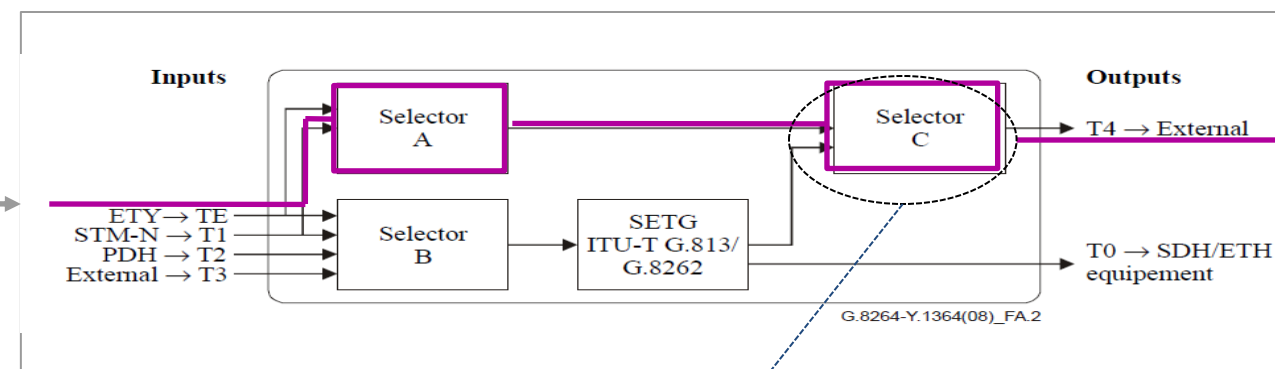 Inputs
Outputs
Selector
A
Selector
C
T4 → External
ETY → TE
STM-N → T1
PDH → T2
External → T3
Selector
B
SETG
ITU-T G.813/
G.8262
T0 → SDH/ETH
equipement
G.8264-Y.1364(08)_FA.2